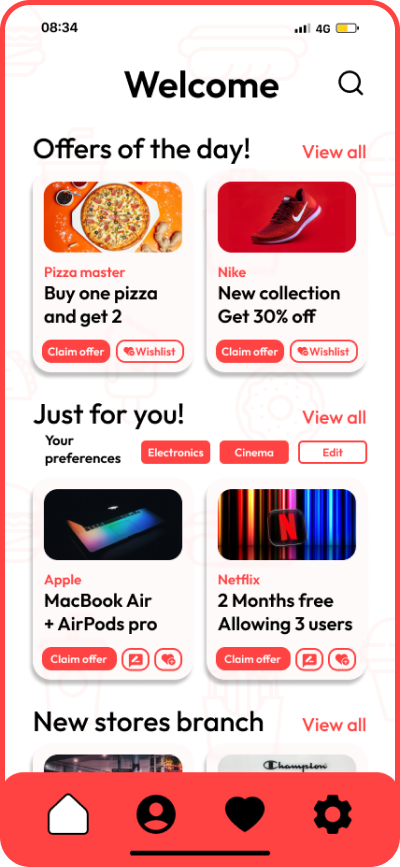 08:34
4G
Welcome
Offers of the day!
View all
Pizza master
Buy one pizza
and get 2
Claim offer
Wishlist
Nike
New collection
Get 30% off
Claim offer
Wishlist
Just for you!
View all
Your
preferences
Electronics
Cinema
Edit
Apple
MacBook Air
+ AirPods pro
Claim offer
N
Netflix
2 Months free
Allowing 3 users
Claim offer
New stores branch
View all
Champion